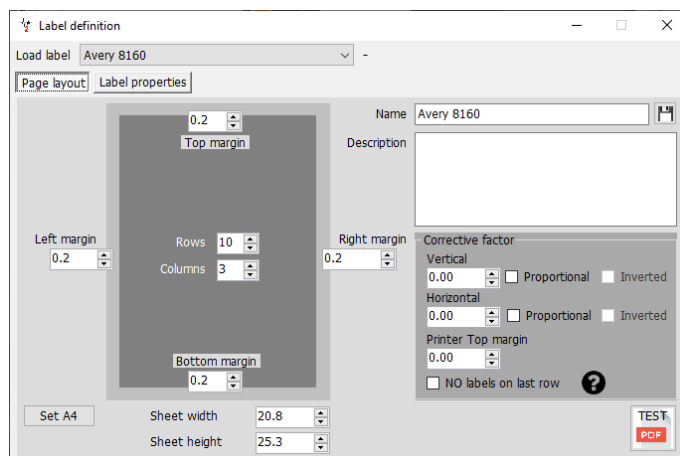 Label definition
Load label Avery 8160 -
Page layout Label properties
0.2
Top margin
Name Avery 8160
Description
Left margin
0.2
Rows 10
Columns 3
Right margin
0.2
Bottom margin
0.2
Corrective factor
Vertical
0.00 Proportional Inverted
Horizontal
0.00 Proportional Inverted
Printer Top margin
0.00
NO labels on last row ?
Set A4
Sheet width 20.8
Sheet height 25.3
TEST
PDF